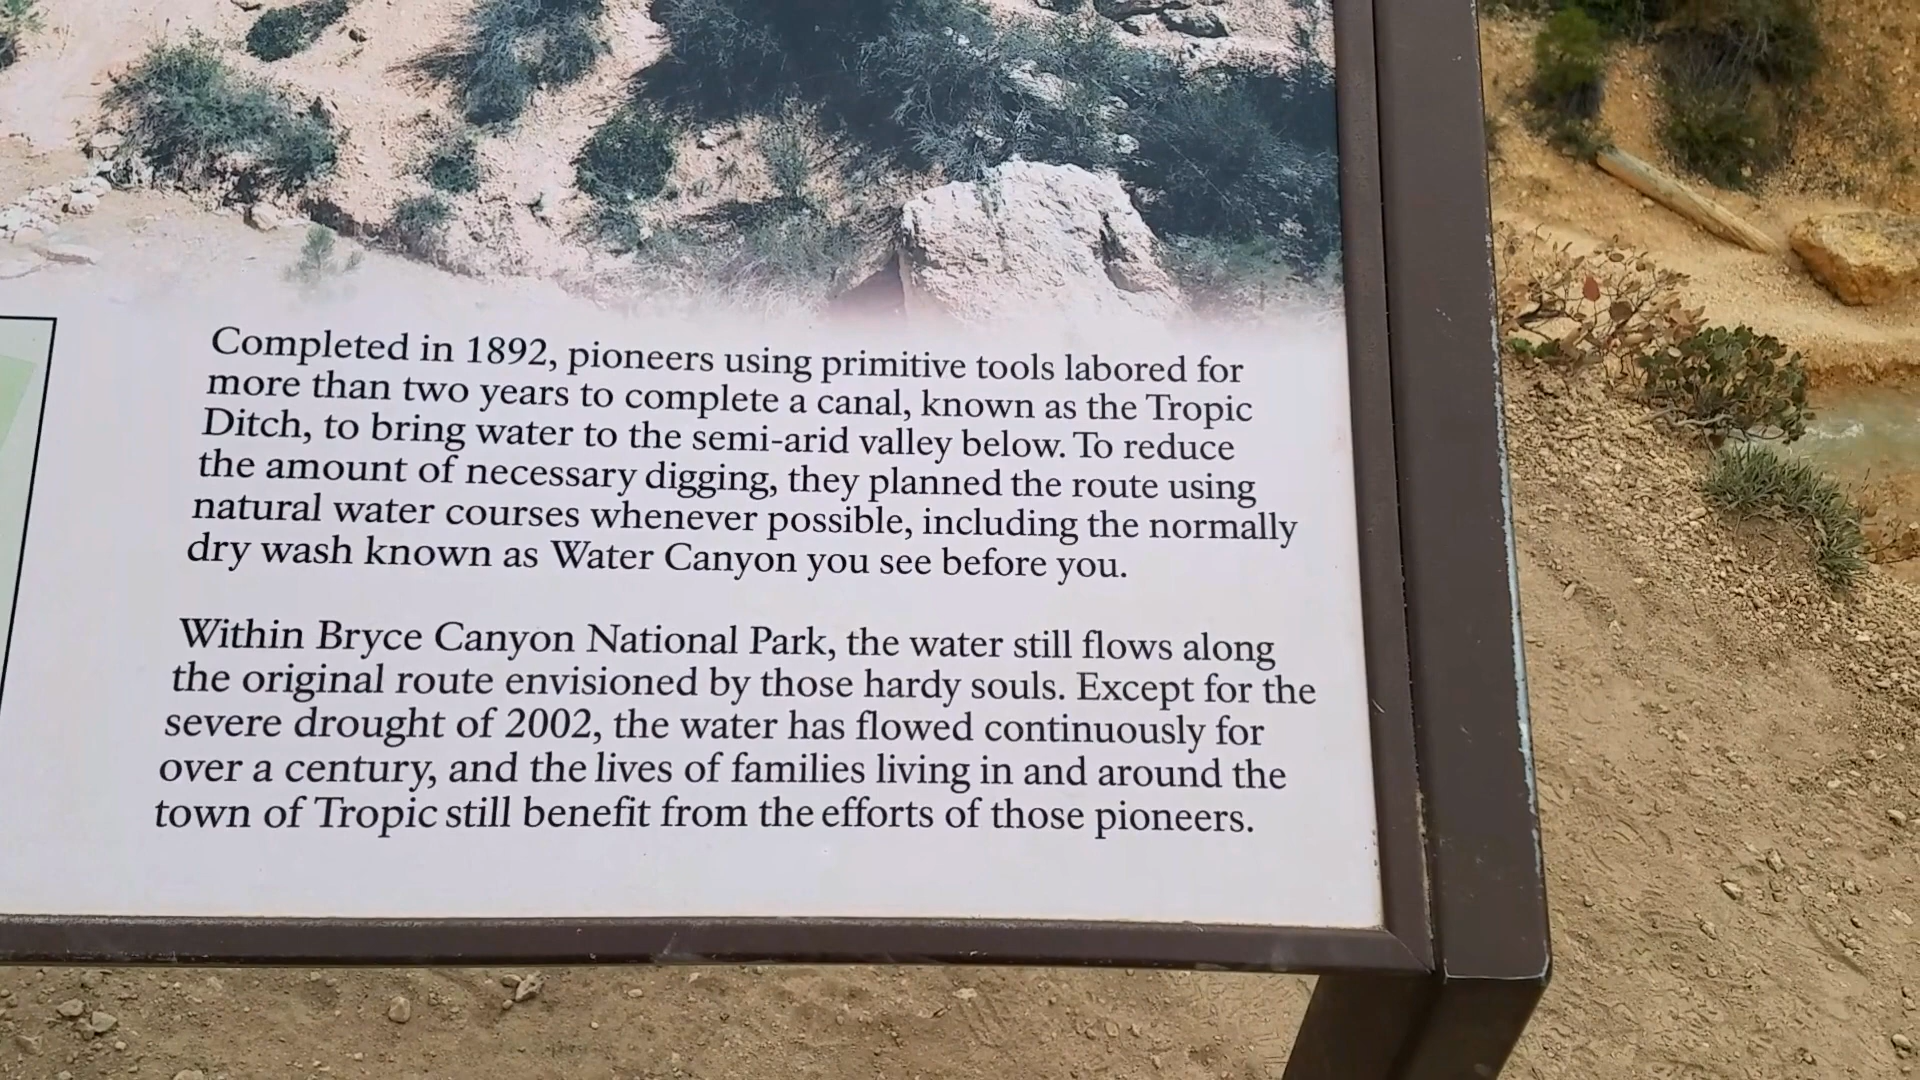 Completed in 1892, pioneers using primitive tools labored for
more than two years to complete a canal, known as the Tropic
Ditch, to bring water to the semi-arid valley below. To reduce
the amount of necessary digging, they planned the route using
natural water courses whenever possible, including the normally
dry wash known as Water Canyon you see before you.
Within Bryce Canyon National Park, the water still flows along
the original route envisioned by those hardy souls. Except for the
severe drought of 2002, the water has flowed continuously for
over a century, and the lives of families living in and around the
town of Tropic still benefit from the efforts of those pioneers.